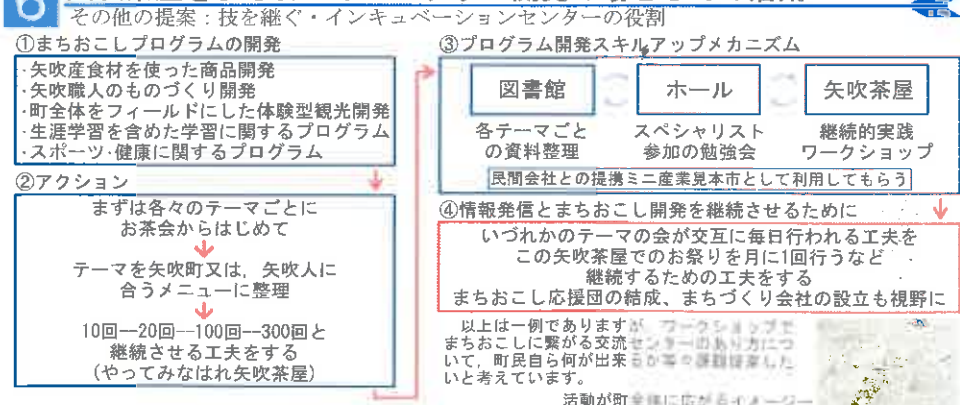 6
その他の提案：技を継ぐ・インキュベーションセンターの役割
①まちおこしプログラムの開発
・矢吹産食材を使った商品開発
・矢吹職人のものづくり開発
・町全体をフィールドにした体験型観光開発
・生涯学習を含めた学習に関するプログラム
・スポーツ・健康に関するプログラム
②アクション
まずは各々のテーマごとに
お茶会からはじめて
テーマを矢吹町又は、矢吹人に
合うメニューに整理
10回--20回--100回--300回と
継続させる工夫をする
(やってみなはれ矢吹茶屋)
③プログラム開発スキルアップメカニズム
図書館
ホール
矢吹茶屋
各テーマごと
の資料整理
スペシャリスト
参加の勉強会
継続的実践
ワークショップ
民間会社との提携ミニ産業見本市として利用してもらう
④情報発信とまちおこし開発を継続させるために
いづれかのテーマの会が交互に毎日行われる工夫を
この矢吹茶屋でのお祭りを月に1回行うなど
継続するための工夫をする
まちおこし応援団の結成、まちづくり会社の設立も視野に
以上は一例でありますが、ワークショップで
まちおこしに繋がる交流センターのあり方につ
いて、町民自ら何が出来るか等々課題提案した
いと考えています。
活動が町全体に広がるイメージ